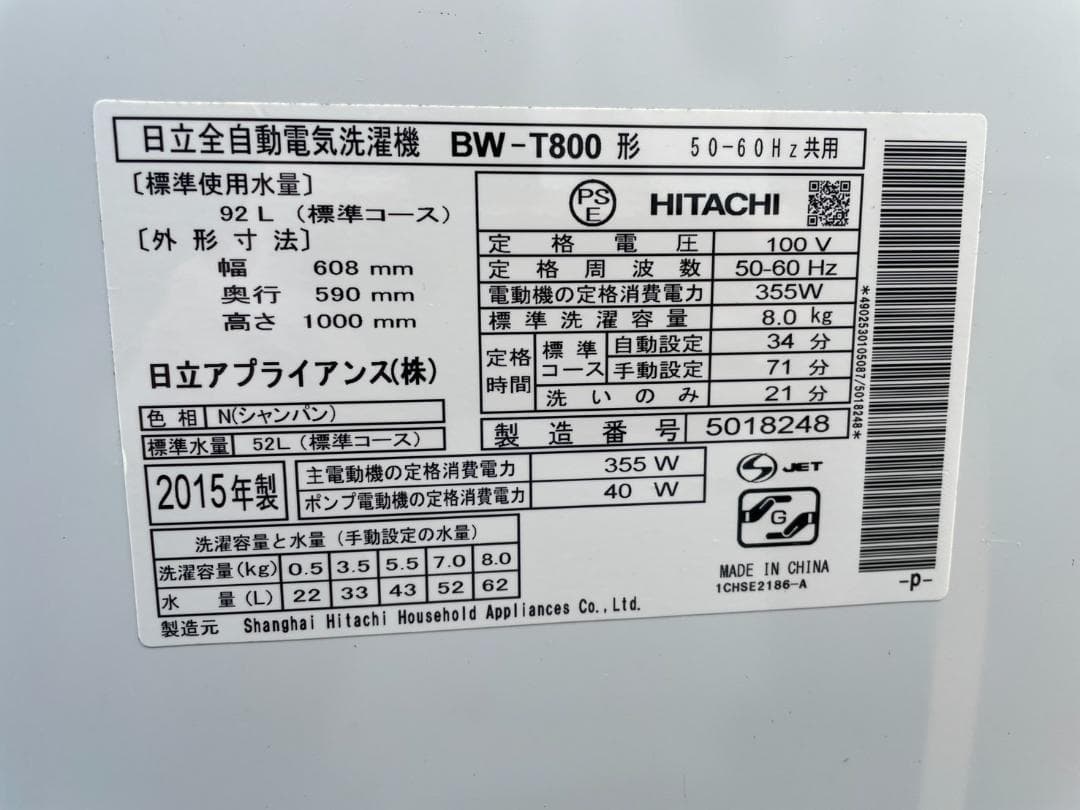 日立全自動電気洗濯機 BW-T800 形 50-60Hz共用
〔標準使用水量〕
92 L (標準コース)
〔外 形 寸 法〕
幅 608 mm
奥行 590 mm
高さ 1000 mm
日立アプライアンス(株)
色 相 N(シャンパン)
標準水量 52L (標準コース)
PS E HITACHI
定 格 電 圧 100 V
定 格 周 波 数 50-60 Hz
電動機の定格消費電力 355W
標 準 洗 濯 容 量 8.0 kg
定格時間 標準コース 自動設定 34 分
手動設定 71 分
洗 い の み 21 分
製 造 番 号 5018248
2015年製
主電動機の定格消費電力 355 W
ポンプ電動機の定格消費電力 40 W
JET
G
洗濯容量と水量 (手動設定の水量)
洗濯容量(kg) 0.5 3.5 5.5 7.0 8.0
水 量 (L) 22 33 43 52 62
製造元 Shanghai Hitachi Household Appliances Co.,Ltd.
MADE IN CHINA
1CHSE2186-A
*4902530105087/5018248*
-p-